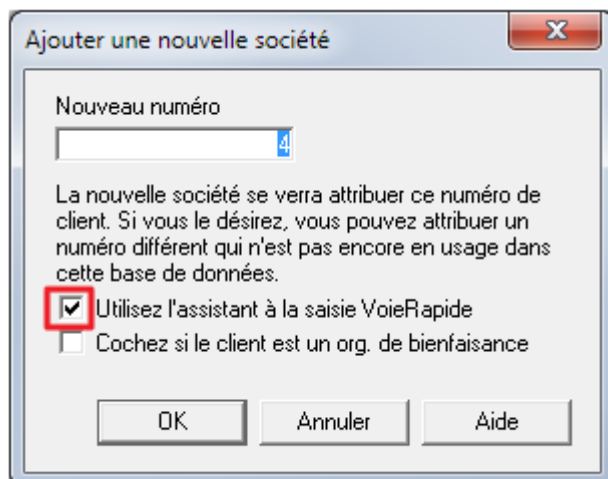 Ajouter une nouvelle société
Nouveau numéro
4
La nouvelle société se verra attribuer ce numéro de
client. Si vous le désirez, vous pouvez attribuer un
numéro différent qui n'est pas encore en usage dans
cette base de données.
Utilisez l'assistant à la saisie VoieRapide
Cochez si le client est un org. de bienfaisance
OK Annuler Aide